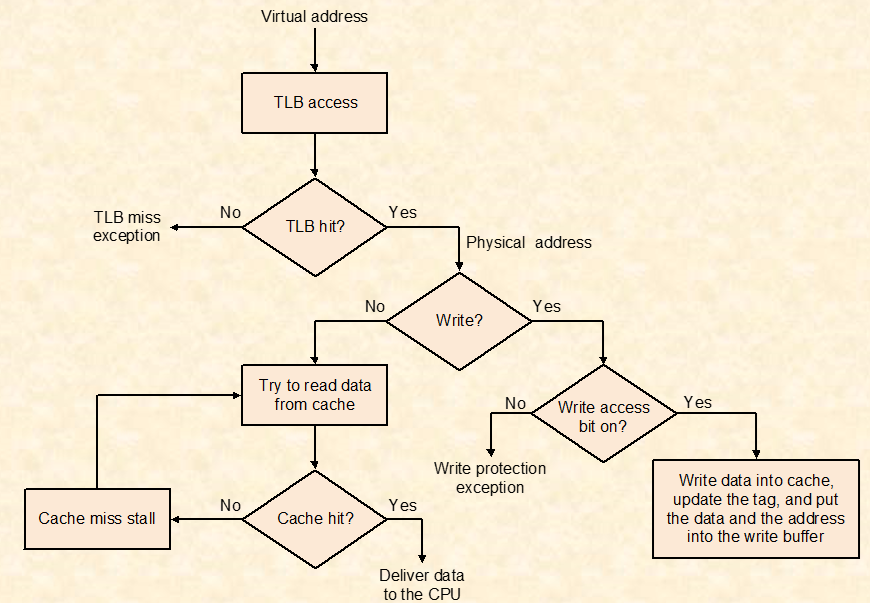 Virtual address
TLB access
TLB hit?
No
Yes
TLB miss
exception
Physical address
Write?
No
Yes
Try to read data
from cache
Write access
bit on?
No
Yes
Write protection
exception
Write data into cache,
update the tag, and put
the data and the address
into the write buffer
Cache hit?
No
Yes
Cache miss stall
Deliver data
to the CPU